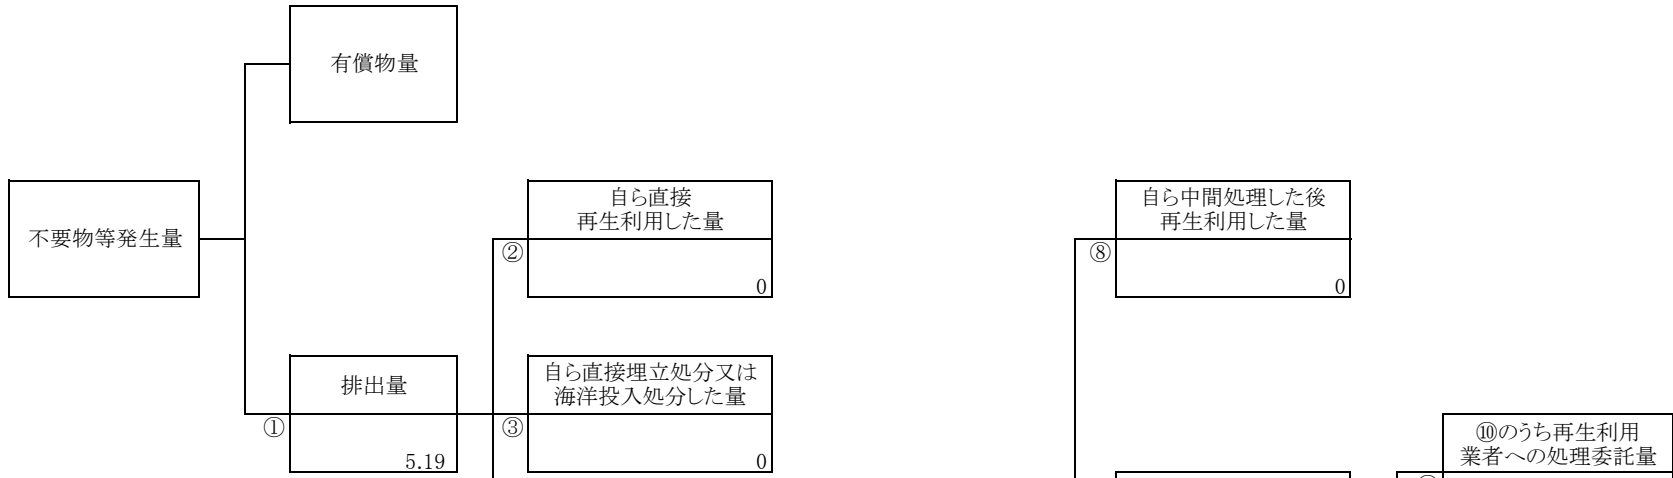 有償物量
不要物等発生量
自ら直接
再生利用した量
②
0
自ら中間処理した後
再生利用した量
⑧
0
排出量
①
5.19
自ら直接埋立処分又は
海洋投入処分した量
③
0
⑩のうち再生利用
業者への処理委託量